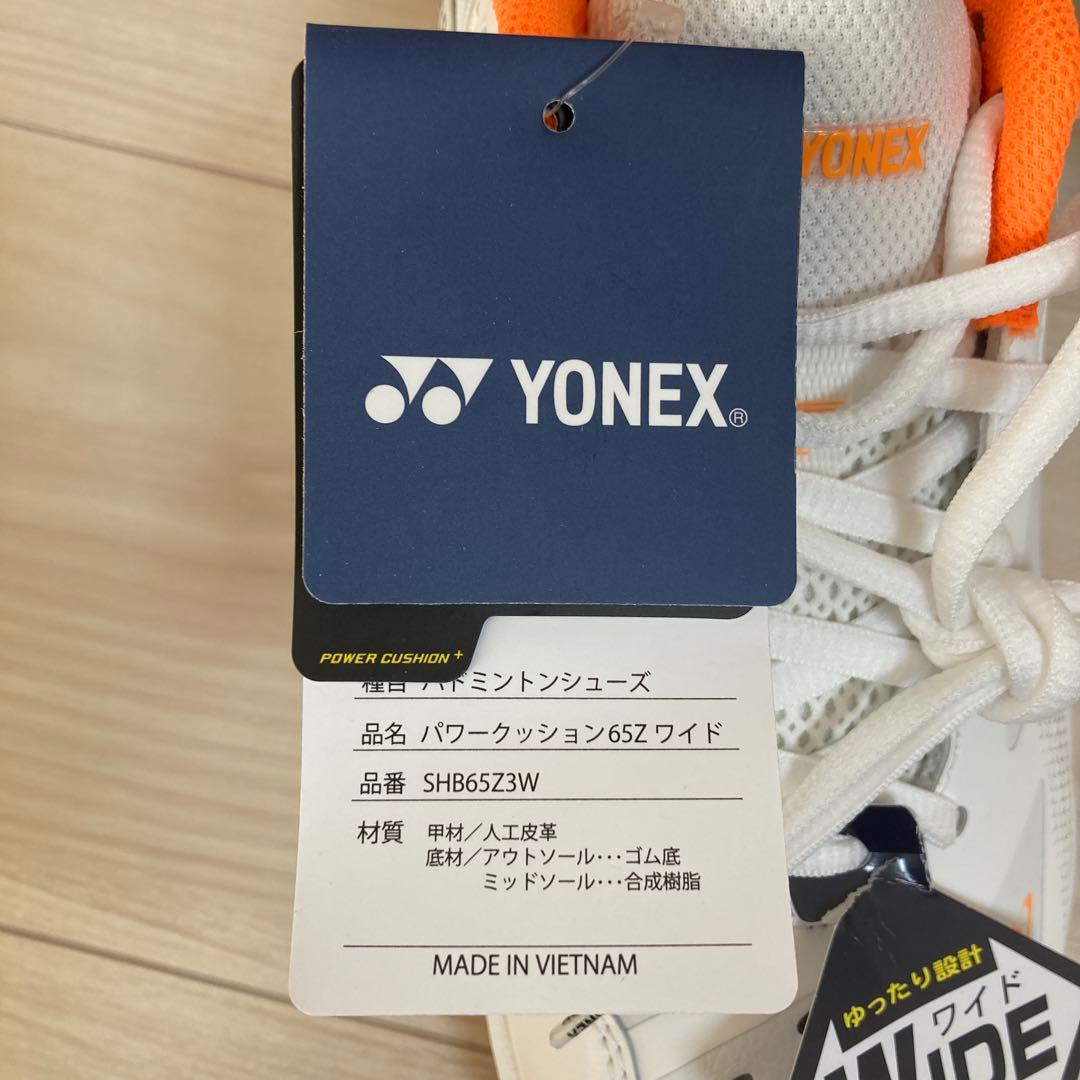 YONEX
YONEX®
POWER CUSHION+
種目 バドミントンシューズ
品名 パワークッション65Z ワイド
品番 SHB65Z3W
材質 甲材/人工皮革
底材/アウトソール･･･ゴム底
ミッドソール･･･合成樹脂
MADE IN VIETNAM
ゆったり設計
ワイド
WIDE